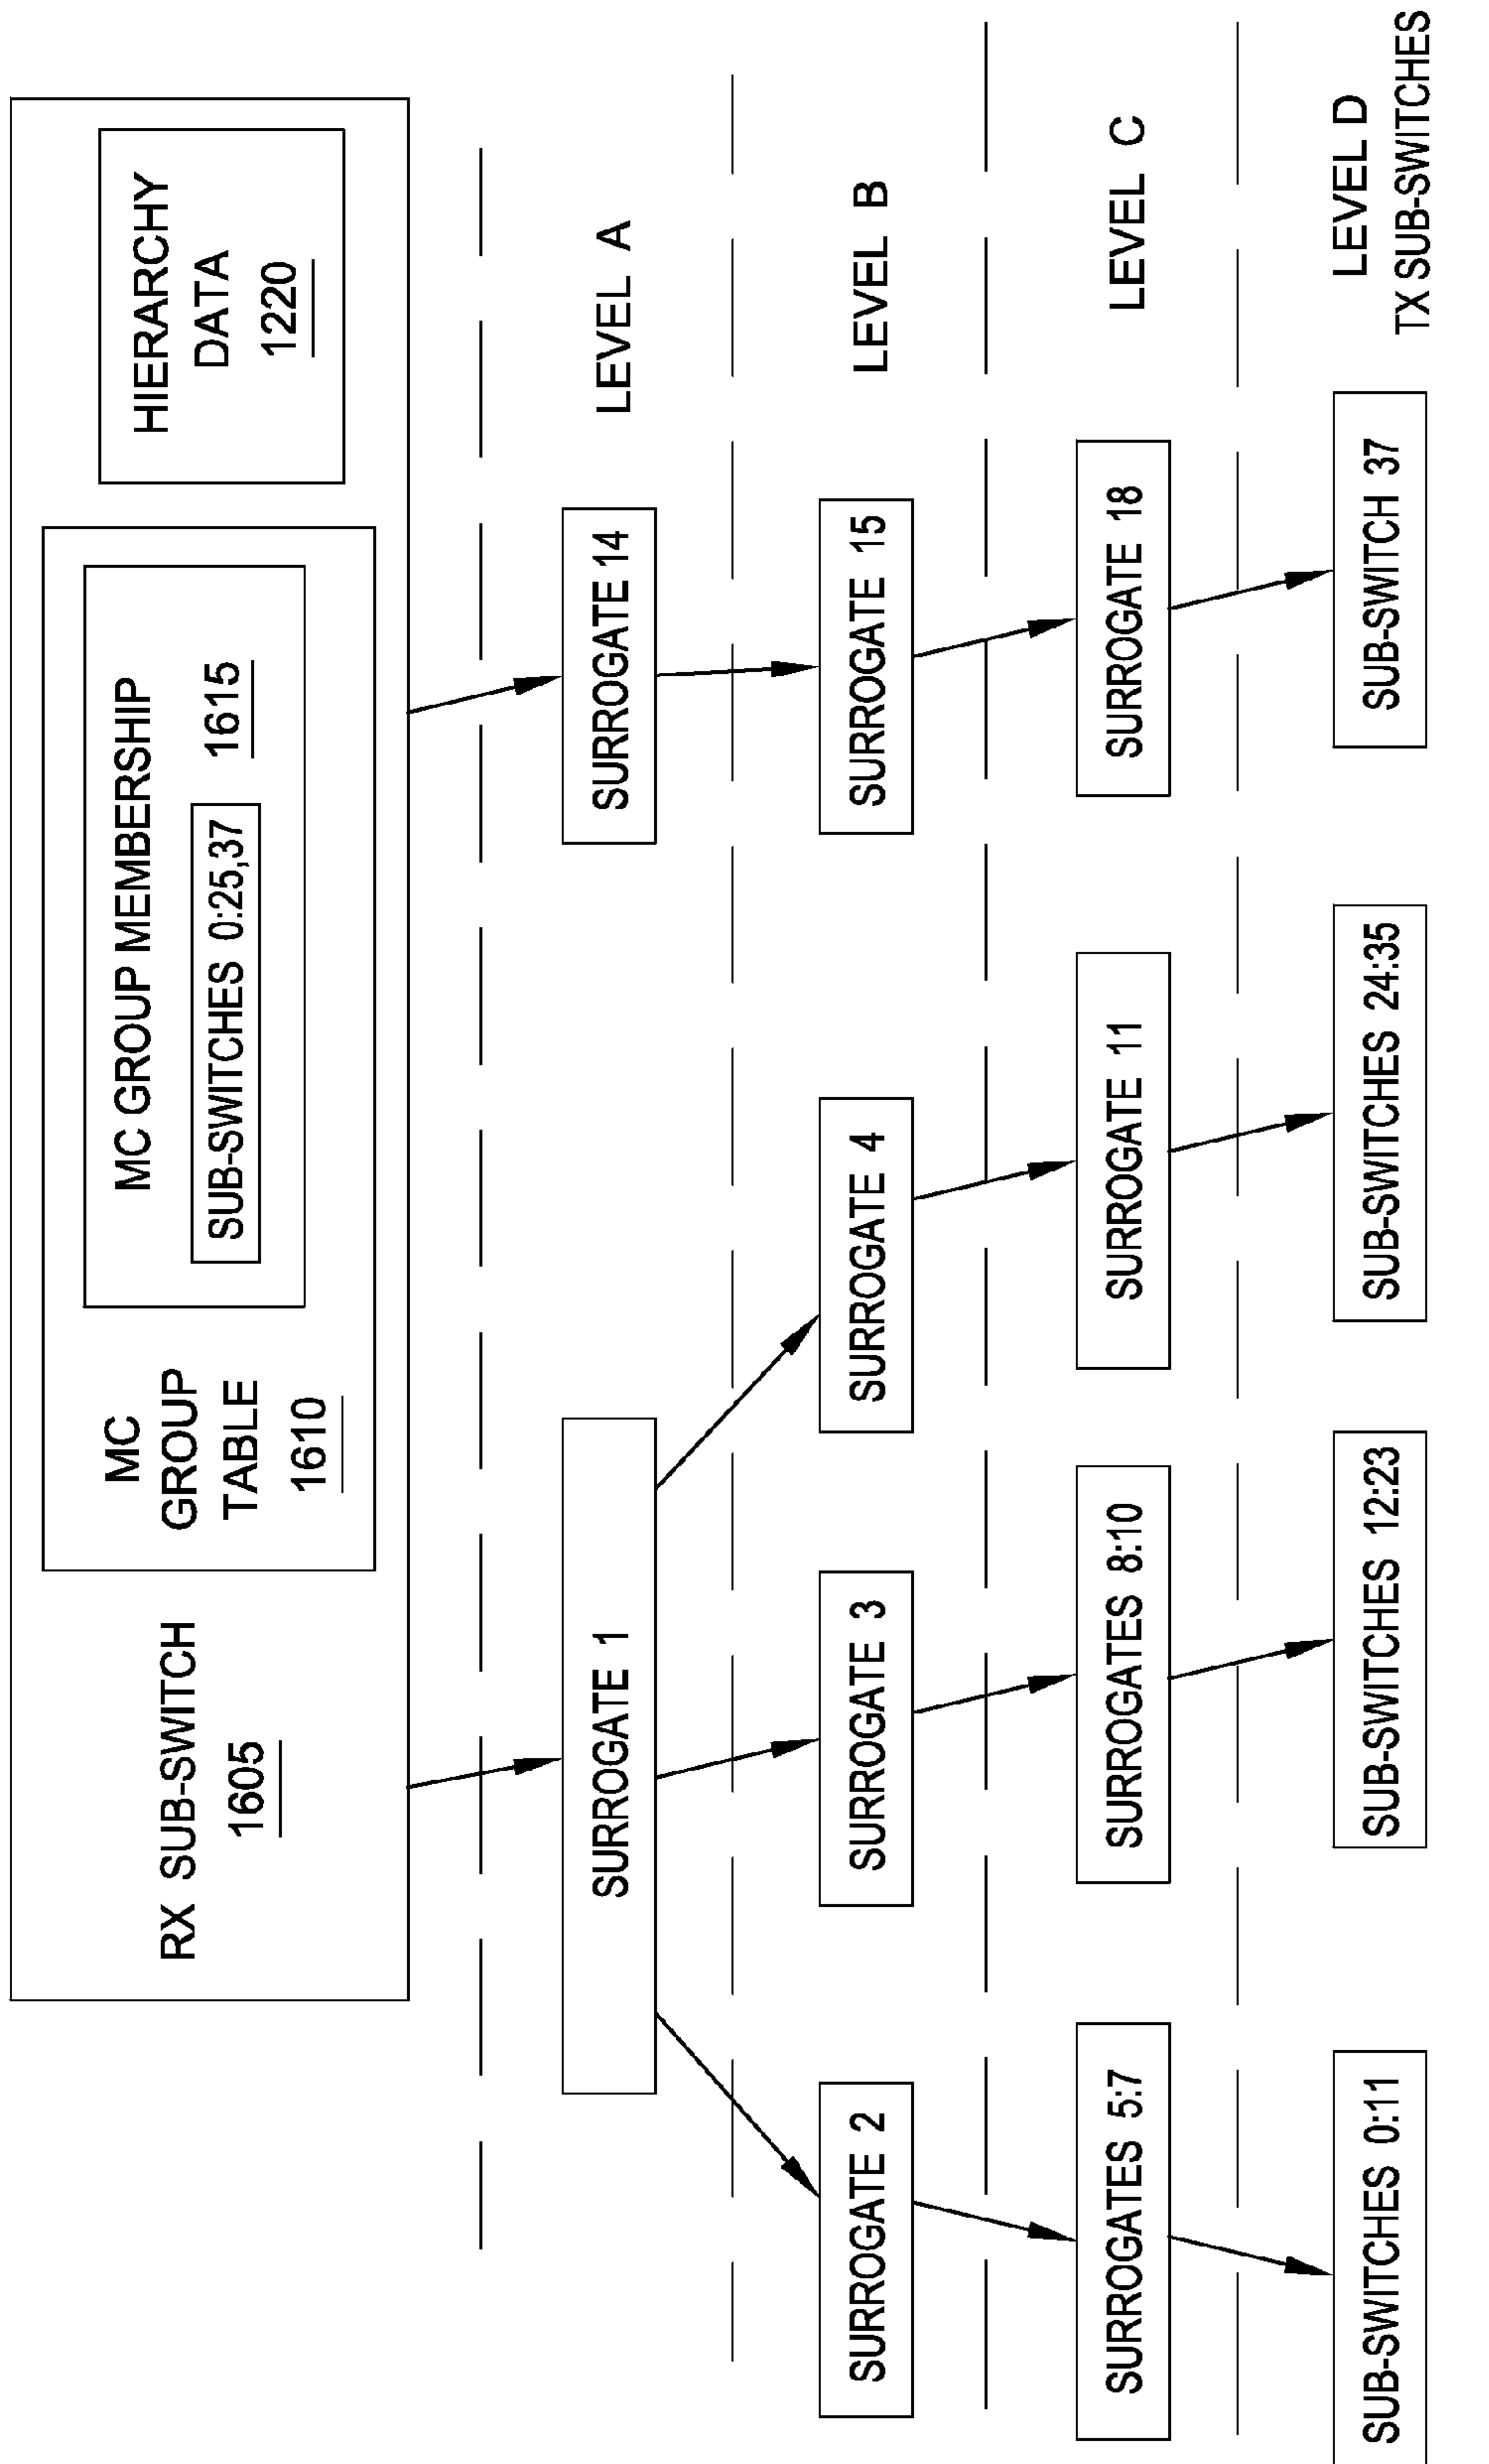 RX SUB-SWITCH
1605
MC
GROUP
TABLE
1610
MC GROUP MEMBERSHIP
SUB-SWITCHES 0:25,37
1615
HIERARCHY
DATA
1220
SURROGATE 1
SURROGATE 14
LEVEL A
SURROGATE 2
SURROGATE 3
SURROGATE 4
SURROGATE 15
LEVEL B
SURROGATES 5:7
SURROGATES 8:10
SURROGATE 11
SURROGATE 18
LEVEL C
SUB-SWITCHES 0:11
SUB-SWITCHES 12:23
SUB-SWITCHES 24:35
SUB-SWITCH 37
LEVEL D
TX SUB-SWITCHES